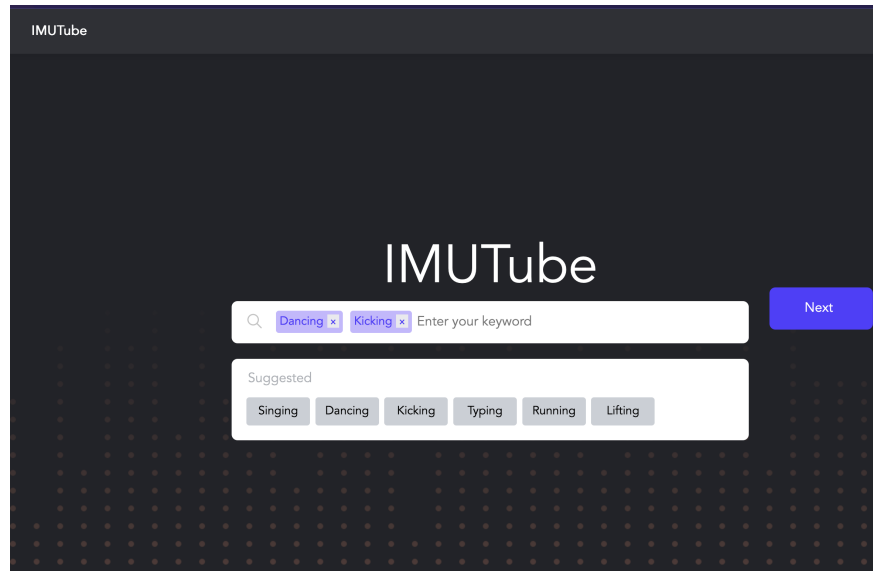 IMUTube
IMUTube
Next
Dancing × Kicking × Enter your keyword
Suggested
Singing Dancing Kicking Typing Running Lifting